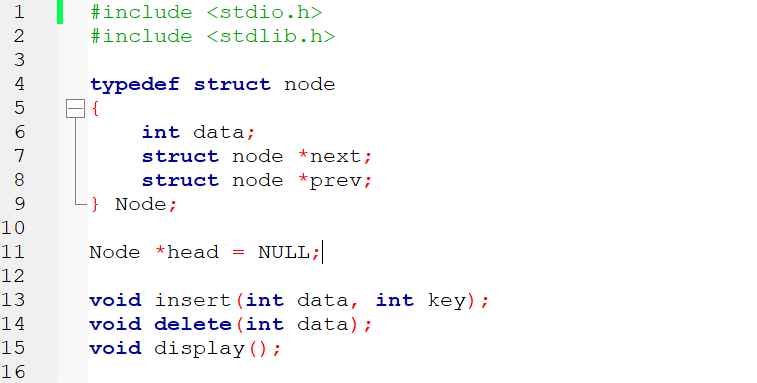 1 #include <stdio.h>
2 #include <stdlib.h>
3
4 typedef struct node
5 {
6     int data;
7     struct node *next;
8     struct node *prev;
9 } Node;
10
11 Node *head = NULL;
12
13 void insert(int data, int key);
14 void delete(int data);
15 void display();
16